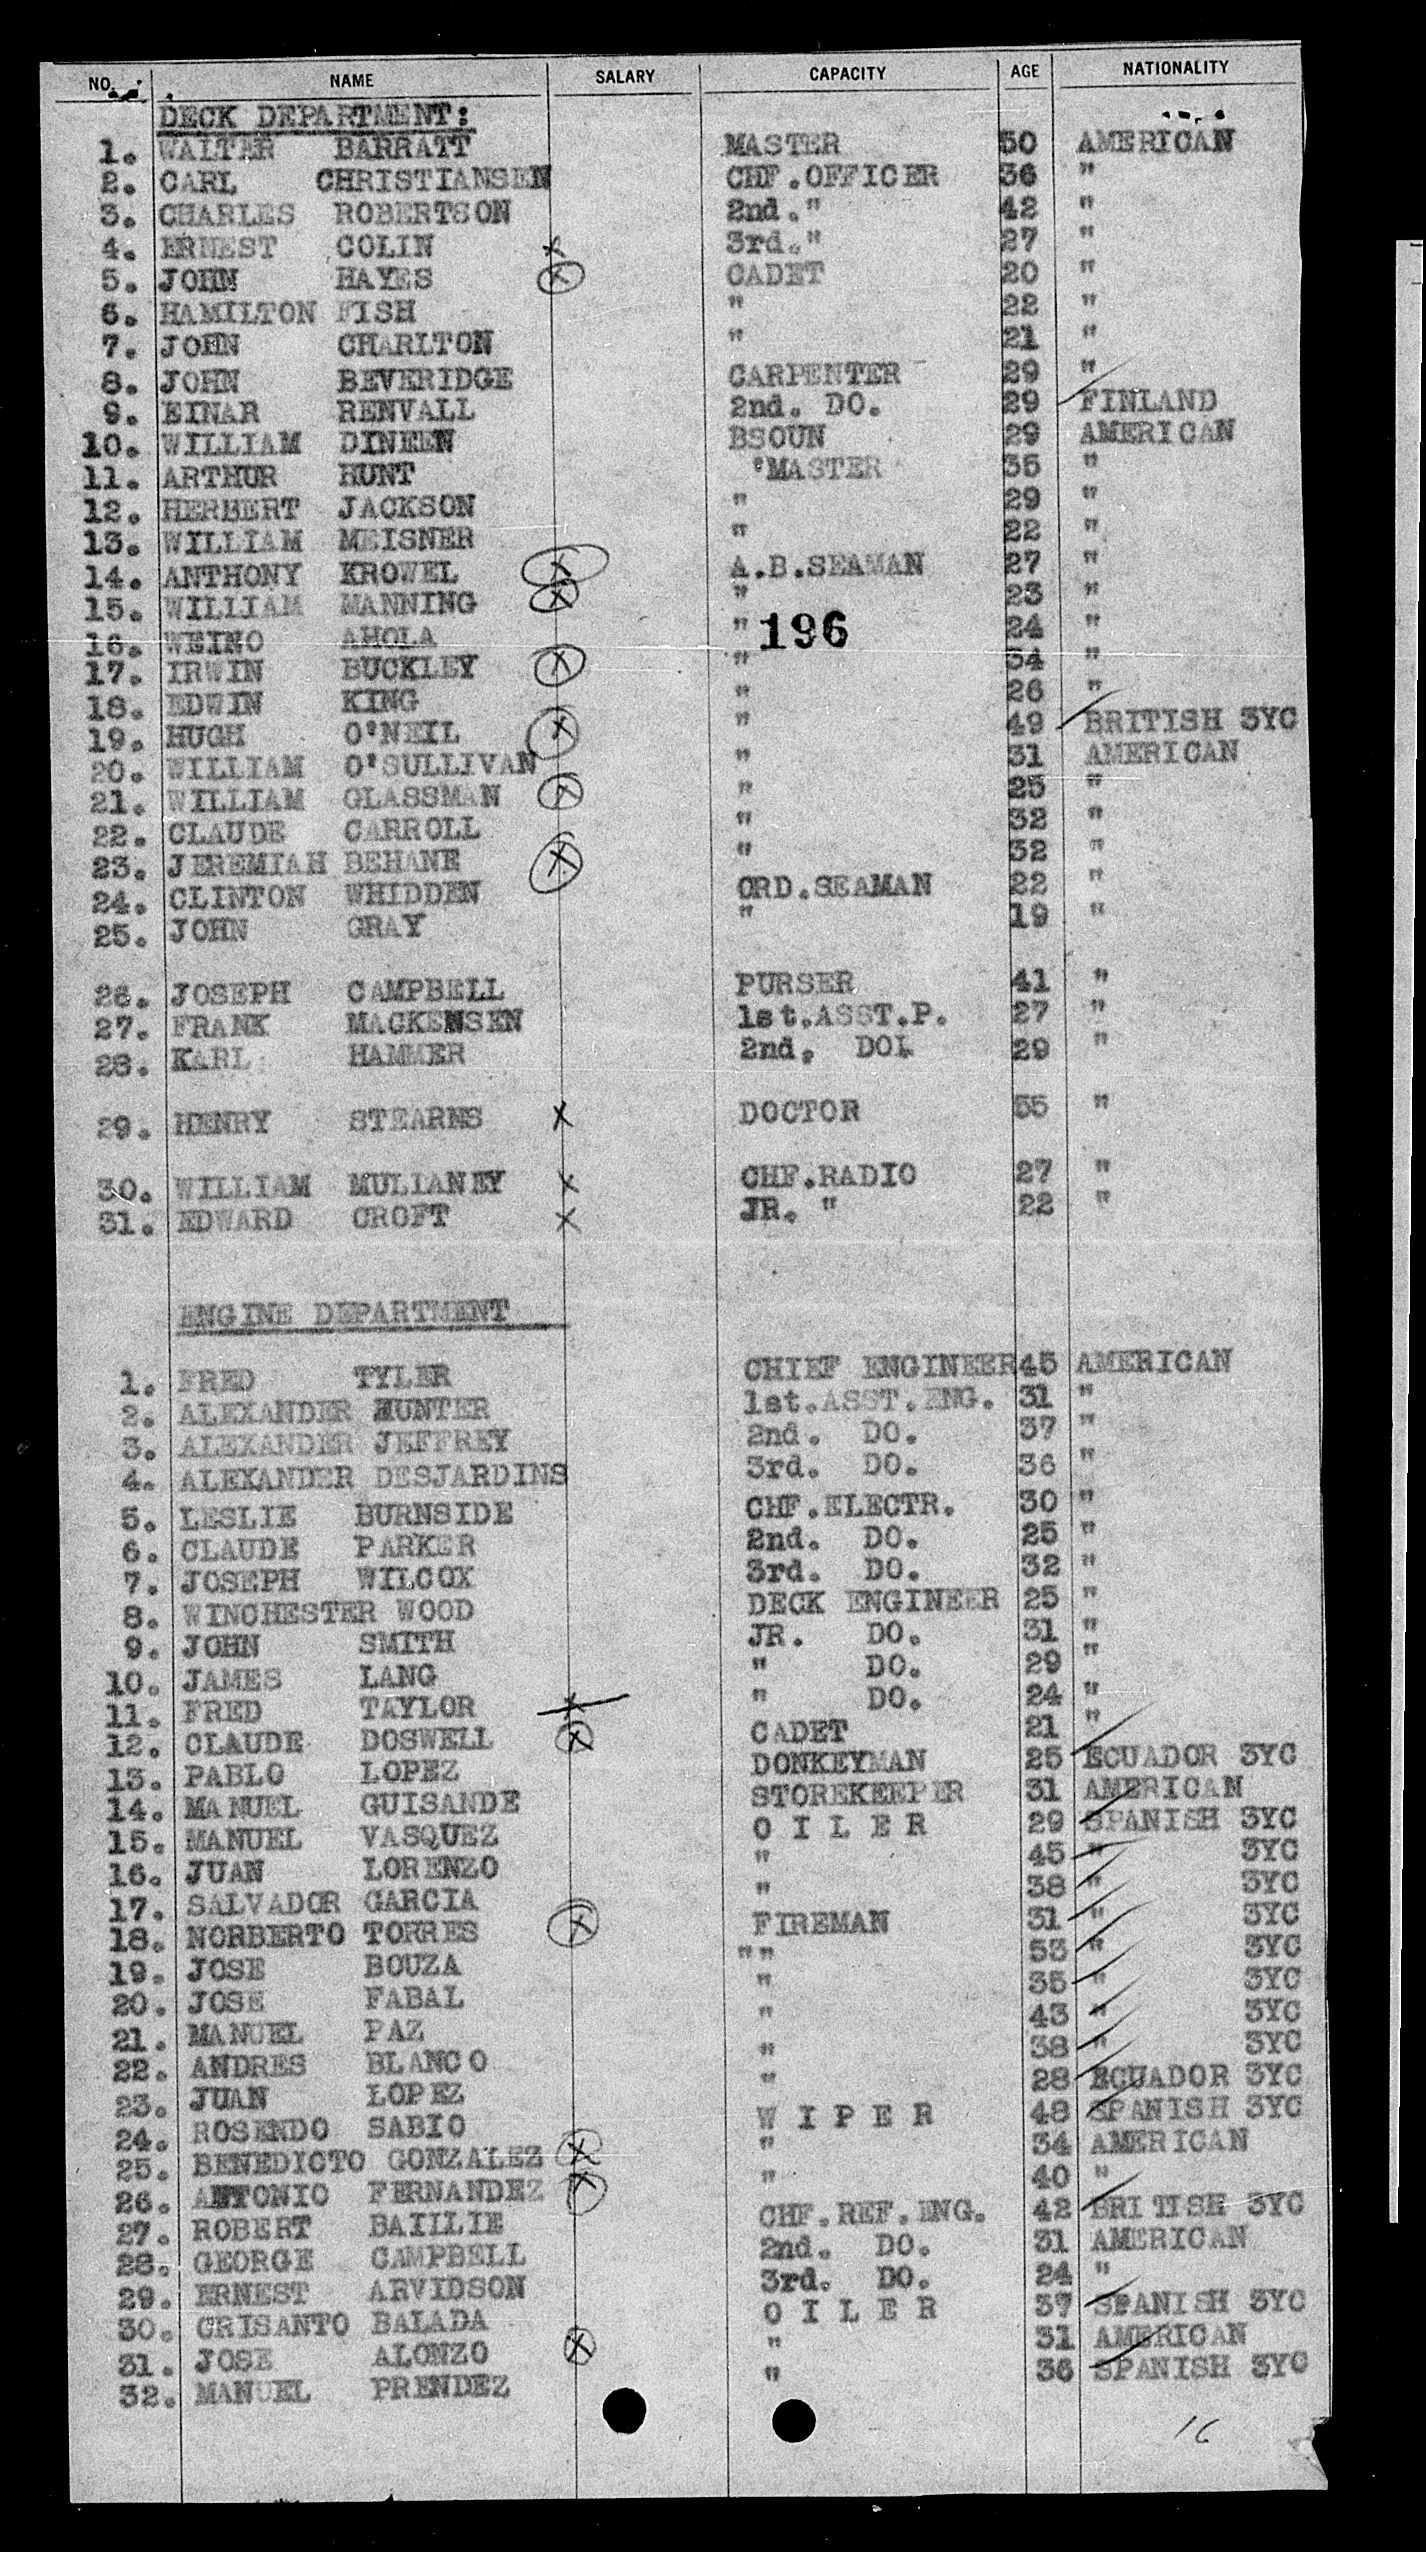 NO. NAME SALARY CAPACITY AGE NATIONALITY
DECK DEPARTMENT:
1. WALTER BARRATT MASTER 50 AMERICAN
2. CARL CHRISTIANSEN CHF.OFFICER 36 "
3. CHARLES ROBERTSON 2nd." 42 "
4. ERNEST COLIN x 3rd." 27 "
5. JOHN HAYES x CADET 20 "
6. HAMILTON FISH " 22 "
7. JOHN CHARLTON " 21 "
8. JOHN BEVERIDGE CARPENTER 29 "
9. EINAR RENVALL 2nd. DO. 29 FINLAND
10. WILLIAM DINEEN BSOUN 29 AMERICAN
11. ARTHUR HUNT 'MASTER 35 "
12. HERBERT JACKSON " 29 "
13. WILLIAM MEISNER " 22 "
14. ANTHONY KROWEL x A.B.SEAMAN 27 "
15. WILLIAM MANNING x " 23 "
16. WEINO AHOLA " 196 24 "
17. IRWIN BUCKLEY x " 34 "
18. EDWIN KING " 26 "
19. HUGH O'NEIL x " 49 BRITISH 3YC
20. WILLIAM O'SULLIVAN " 31 AMERICAN
21. WILLIAM GLASSMAN x " 25 "
22. CLAUDE CARROLL " 32 "
23. JEREMIAH BEHANE x " 32 "
24. CLINTON WHIDDEN ORD.SEAMAN 22 "
25. JOHN GRAY " 19 "
26. JOSEPH CAMPBELL PURSER 41 "
27. FRANK MACKENSEN 1st.ASST.P. 27 "
28. KARL HAMMER 2nd. DO. 29 "
29. HENRY STEARNS x DOCTOR 55 "
30. WILLIAM MULIANEY x CHF.RADIO 27 "
31. EDWARD CROFT x JR. " 22 "
ENGINE DEPARTMENT
1. FRED TYLER CHIEF ENGINEER 45 AMERICAN
2. ALEXANDER HUNTER 1st.ASST.ENG. 31 "
3. ALEXANDER JEFFREY 2nd. DO. 37 "
4. ALEXANDER DESJARDINS 3rd. DO. 36 "
5. LESLIE BURNSIDE CHF.ELECTR. 30 "
6. CLAUDE PARKER 2nd. DO. 25 "
7. JOSEPH WILCOX 3rd. DO. 32 "
8. WINCHESTER WOOD DECK ENGINEER 25 "
9. JOHN SMITH JR. DO. 31 "
10. JAMES LANG " DO. 29 "
11. FRED TAYLOR x " DO. 24 "
12. CLAUDE DOSWELL x CADET 21 "
13. PABLO LOPEZ DONKEYMAN 25 ECUADOR 3YC
14. MANUEL GUISANDE STOREKEEPER 31 AMERICAN
15. MANUEL VASQUEZ O I L E R 29 SPANISH 3YC
16. JUAN LORENZO " 45 " 3YC
17. SALVADOR GARCIA " 38 " 3YC
18. NORBERTO TORRES x FIREMAN 31 " 3YC
19. JOSE BOUZA "" 53 " 3YC
20. JOSE FABAL " 35 " 3YC
21. MANUEL PAZ " 43 " 3YC
22. ANDRES BLANCO " 38 " 3YC
23. JUAN LOPEZ " 28 ECUADOR 3YC
24. ROSENDO SABIO W I P E R 48 SPANISH 3YC
25. BENEDICTO GONZALEZ x " 34 AMERICAN
26. ANTONIO FERNANDEZ x " 40 "
27. ROBERT BAILLIE CHF.REF.ENG. 42 BRITISH 3YC
28. GEORGE CAMPBELL 2nd. DO. 31 AMERICAN
29. ERNEST ARVIDSON 3rd. DO. 24 "
30. CRISANTO BALADA O I L E R 37 SPANISH 3YC
31. JOSE ALONZO x " 31 AMERICAN
32. MANUEL PRENDEZ " 36 SPANISH 3YC
16